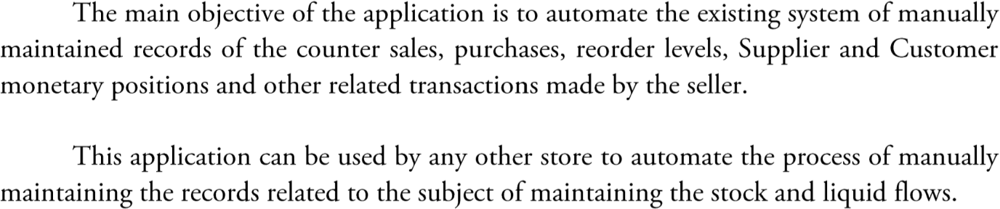 The main objective of the application is to automate the existing system of manually
maintained records of the counter sales, purchases, reorder levels, Supplier and Customer
monetary positions and other related transactions made by the seller.
This application can be used by any other store to automate the process of manually
maintaining the records related to the subject of maintaining the stock and liquid flows.